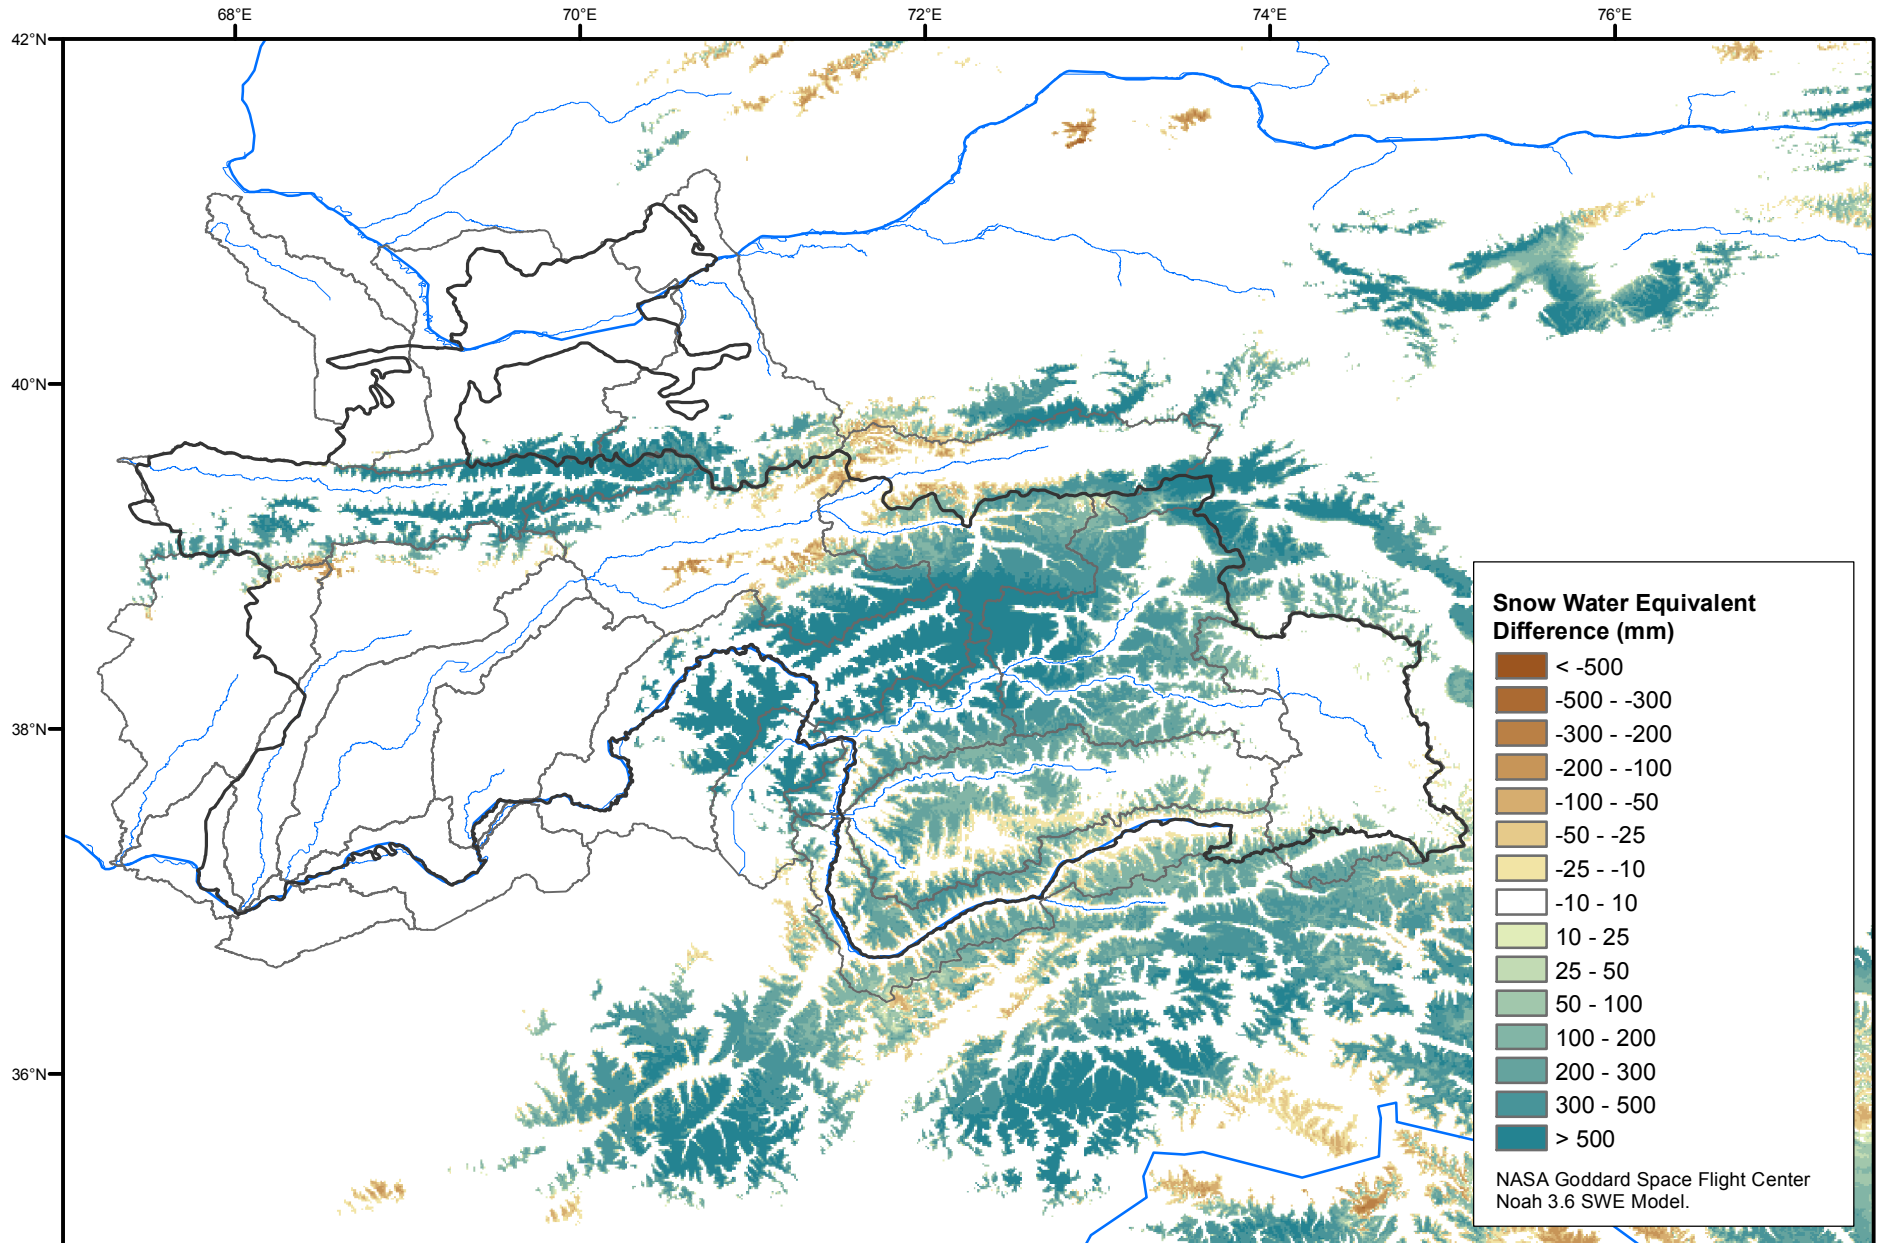 68°E 70°E 72°E 74°E 76°E
42°N
40°N
38°N
36°N
Snow Water Equivalent
Difference (mm)
< -500
-500 - -300
-300 - -200
-200 - -100
-100 - -50
-50 - -25
-25 - -10
-10 - 10
10 - 25
25 - 50
50 - 100
100 - 200
200 - 300
300 - 500
> 500
NASA Goddard Space Flight Center
Noah 3.6 SWE Model.